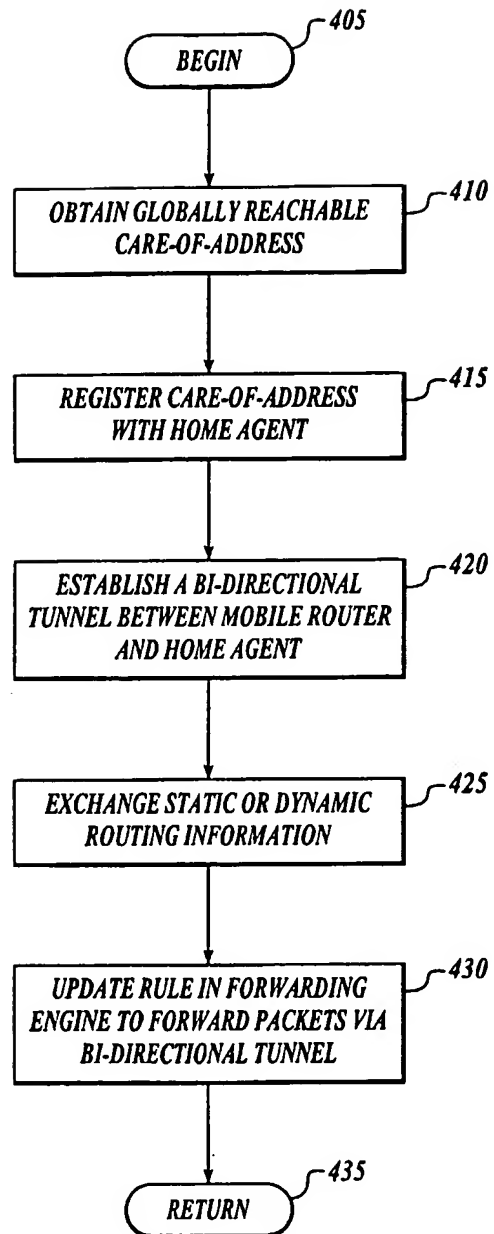 405
BEGIN
410
OBTAIN GLOBALLY REACHABLE
CARE-OF-ADDRESS
415
REGISTER CARE-OF-ADDRESS
WITH HOME AGENT
420
ESTABLISH A BI-DIRECTIONAL
TUNNEL BETWEEN MOBILE ROUTER
AND HOME AGENT
425
EXCHANGE STATIC OR DYNAMIC
ROUTING INFORMATION
430
UPDATE RULE IN FORWARDING
ENGINE TO FORWARD PACKETS VIA
BI-DIRECTIONAL TUNNEL
435
RETURN